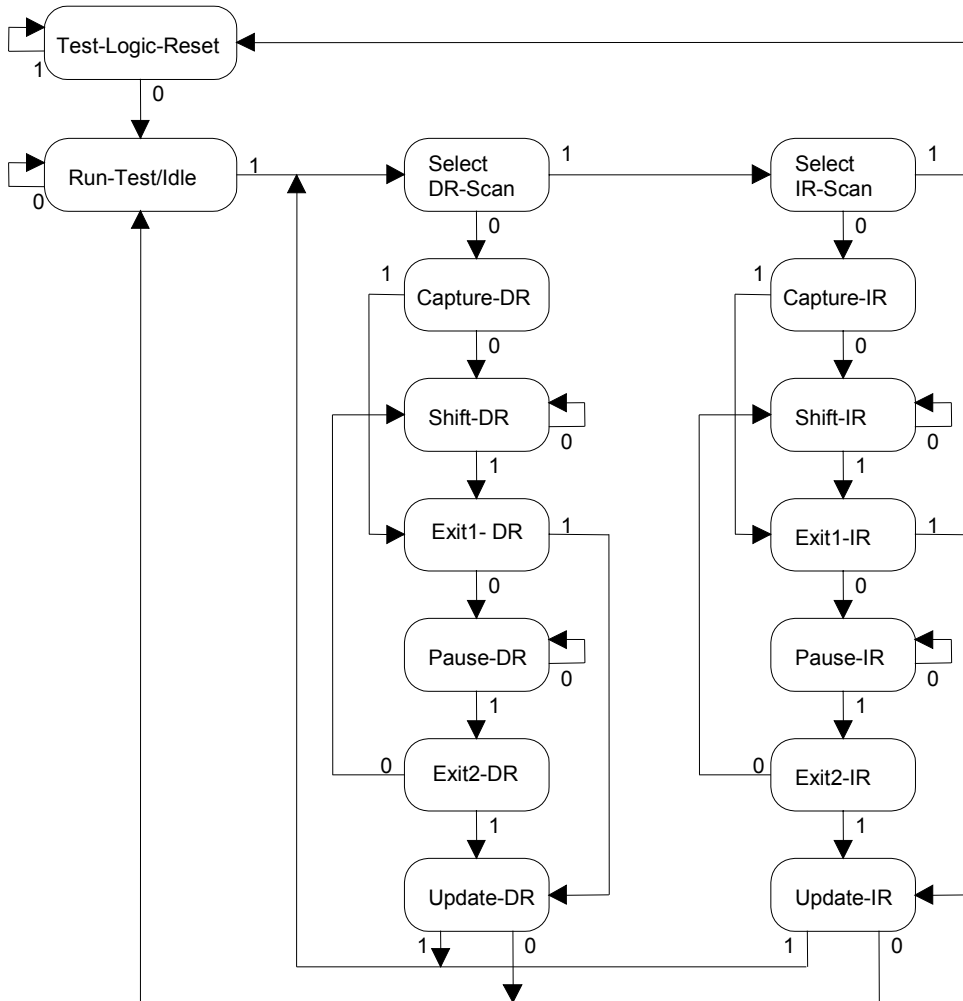 Test-Logic-Reset
1
0
Run-Test/Idle
1
0
Select
DR-Scan
1
0
Select
IR-Scan
1
0
1
Capture-DR
0
1
Capture-IR
0
Shift-DR
0
1
Shift-IR
0
1
Exit1- DR
1
0
Exit1-IR
1
0
Pause-DR
0
1
Pause-IR
0
1
0
Exit2-DR
1
0
Exit2-IR
1
Update-DR
1
0
Update-IR
1
0